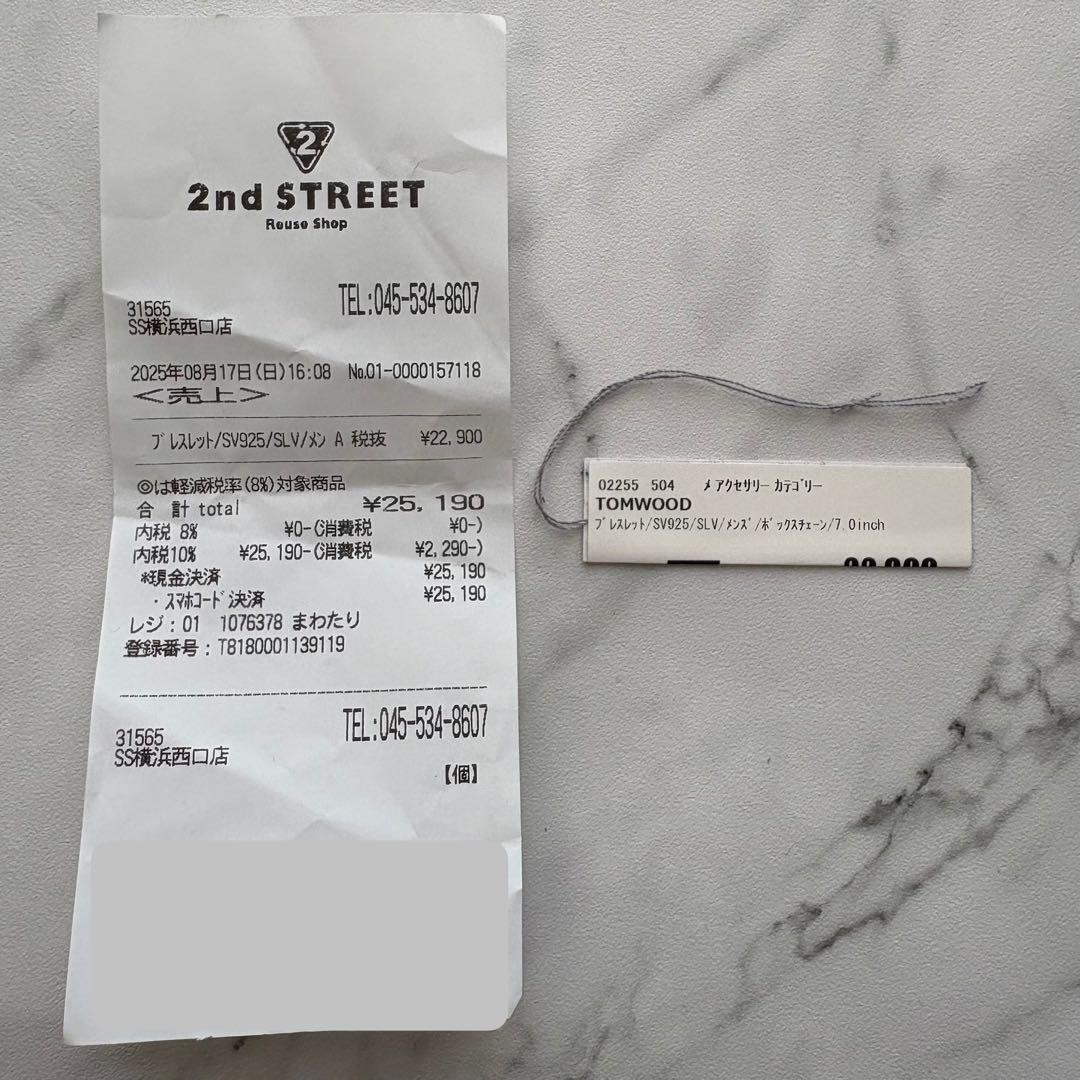 2
2nd STREET
Reuse Shop
31565 TEL:045-534-8607
SS横浜西口店
2025年08月17日(日)16:08 No.01-0000157118
＜売上＞
ﾌﾞﾚｽﾚｯﾄ/SV925/SLV/ﾒﾝ A 税抜 ¥22,900
◎は軽減税率(8%)対象商品
合 計 total ¥25,190
内税 8% ¥0-(消費税 ¥0-)
内税10% ¥25,190-(消費税 ¥2,290-)
*現金決済 ¥25,190
・ｽﾏﾎｺｰﾄﾞ決済 ¥25,190
レジ:01 1076378 まわたり
登録番号:T8180001139119
31565 TEL:045-534-8607
SS横浜西口店
【個】
02255 504 ﾒ ｱｸｾｻﾘｰ ｶﾃｺﾞﾘｰ
TOMWOOD
ﾌﾞﾚｽﾚｯﾄ/SV925/SLV/ﾒﾝｽﾞ/ﾎﾞｯｸｽﾁｪｰﾝ/7.0inch